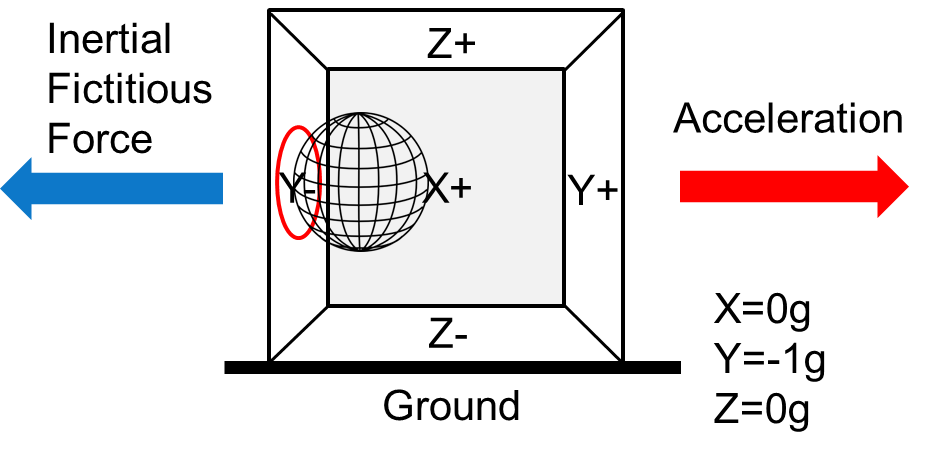 Inertial
Fictitious
Force
Z+
Acceleration
Y-
X+
Y+
Z-
X=0g
Y=-1g
Z=0g
Ground